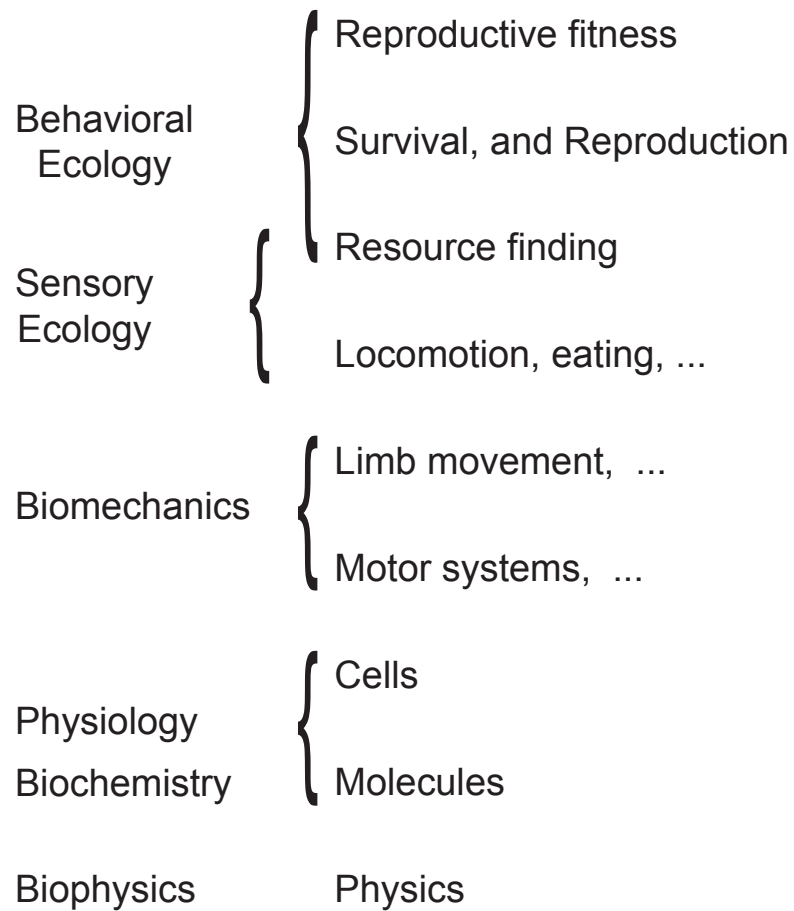 Reproductive fitness
Behavioral
Ecology
Survival, and Reproduction
Resource finding
Sensory
Ecology
Locomotion, eating, ...
Limb movement, ...
Biomechanics
Motor systems, ...
Cells
Physiology
Biochemistry
Molecules
Biophysics
Physics